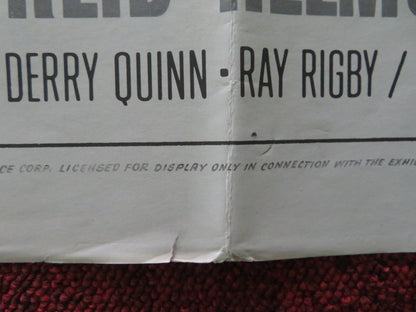 DERRY QUINN · RAY RIGBY /
CE CORP. LICENSED FOR DISPLAY ONLY IN CONNECTION WITH THE EXHI